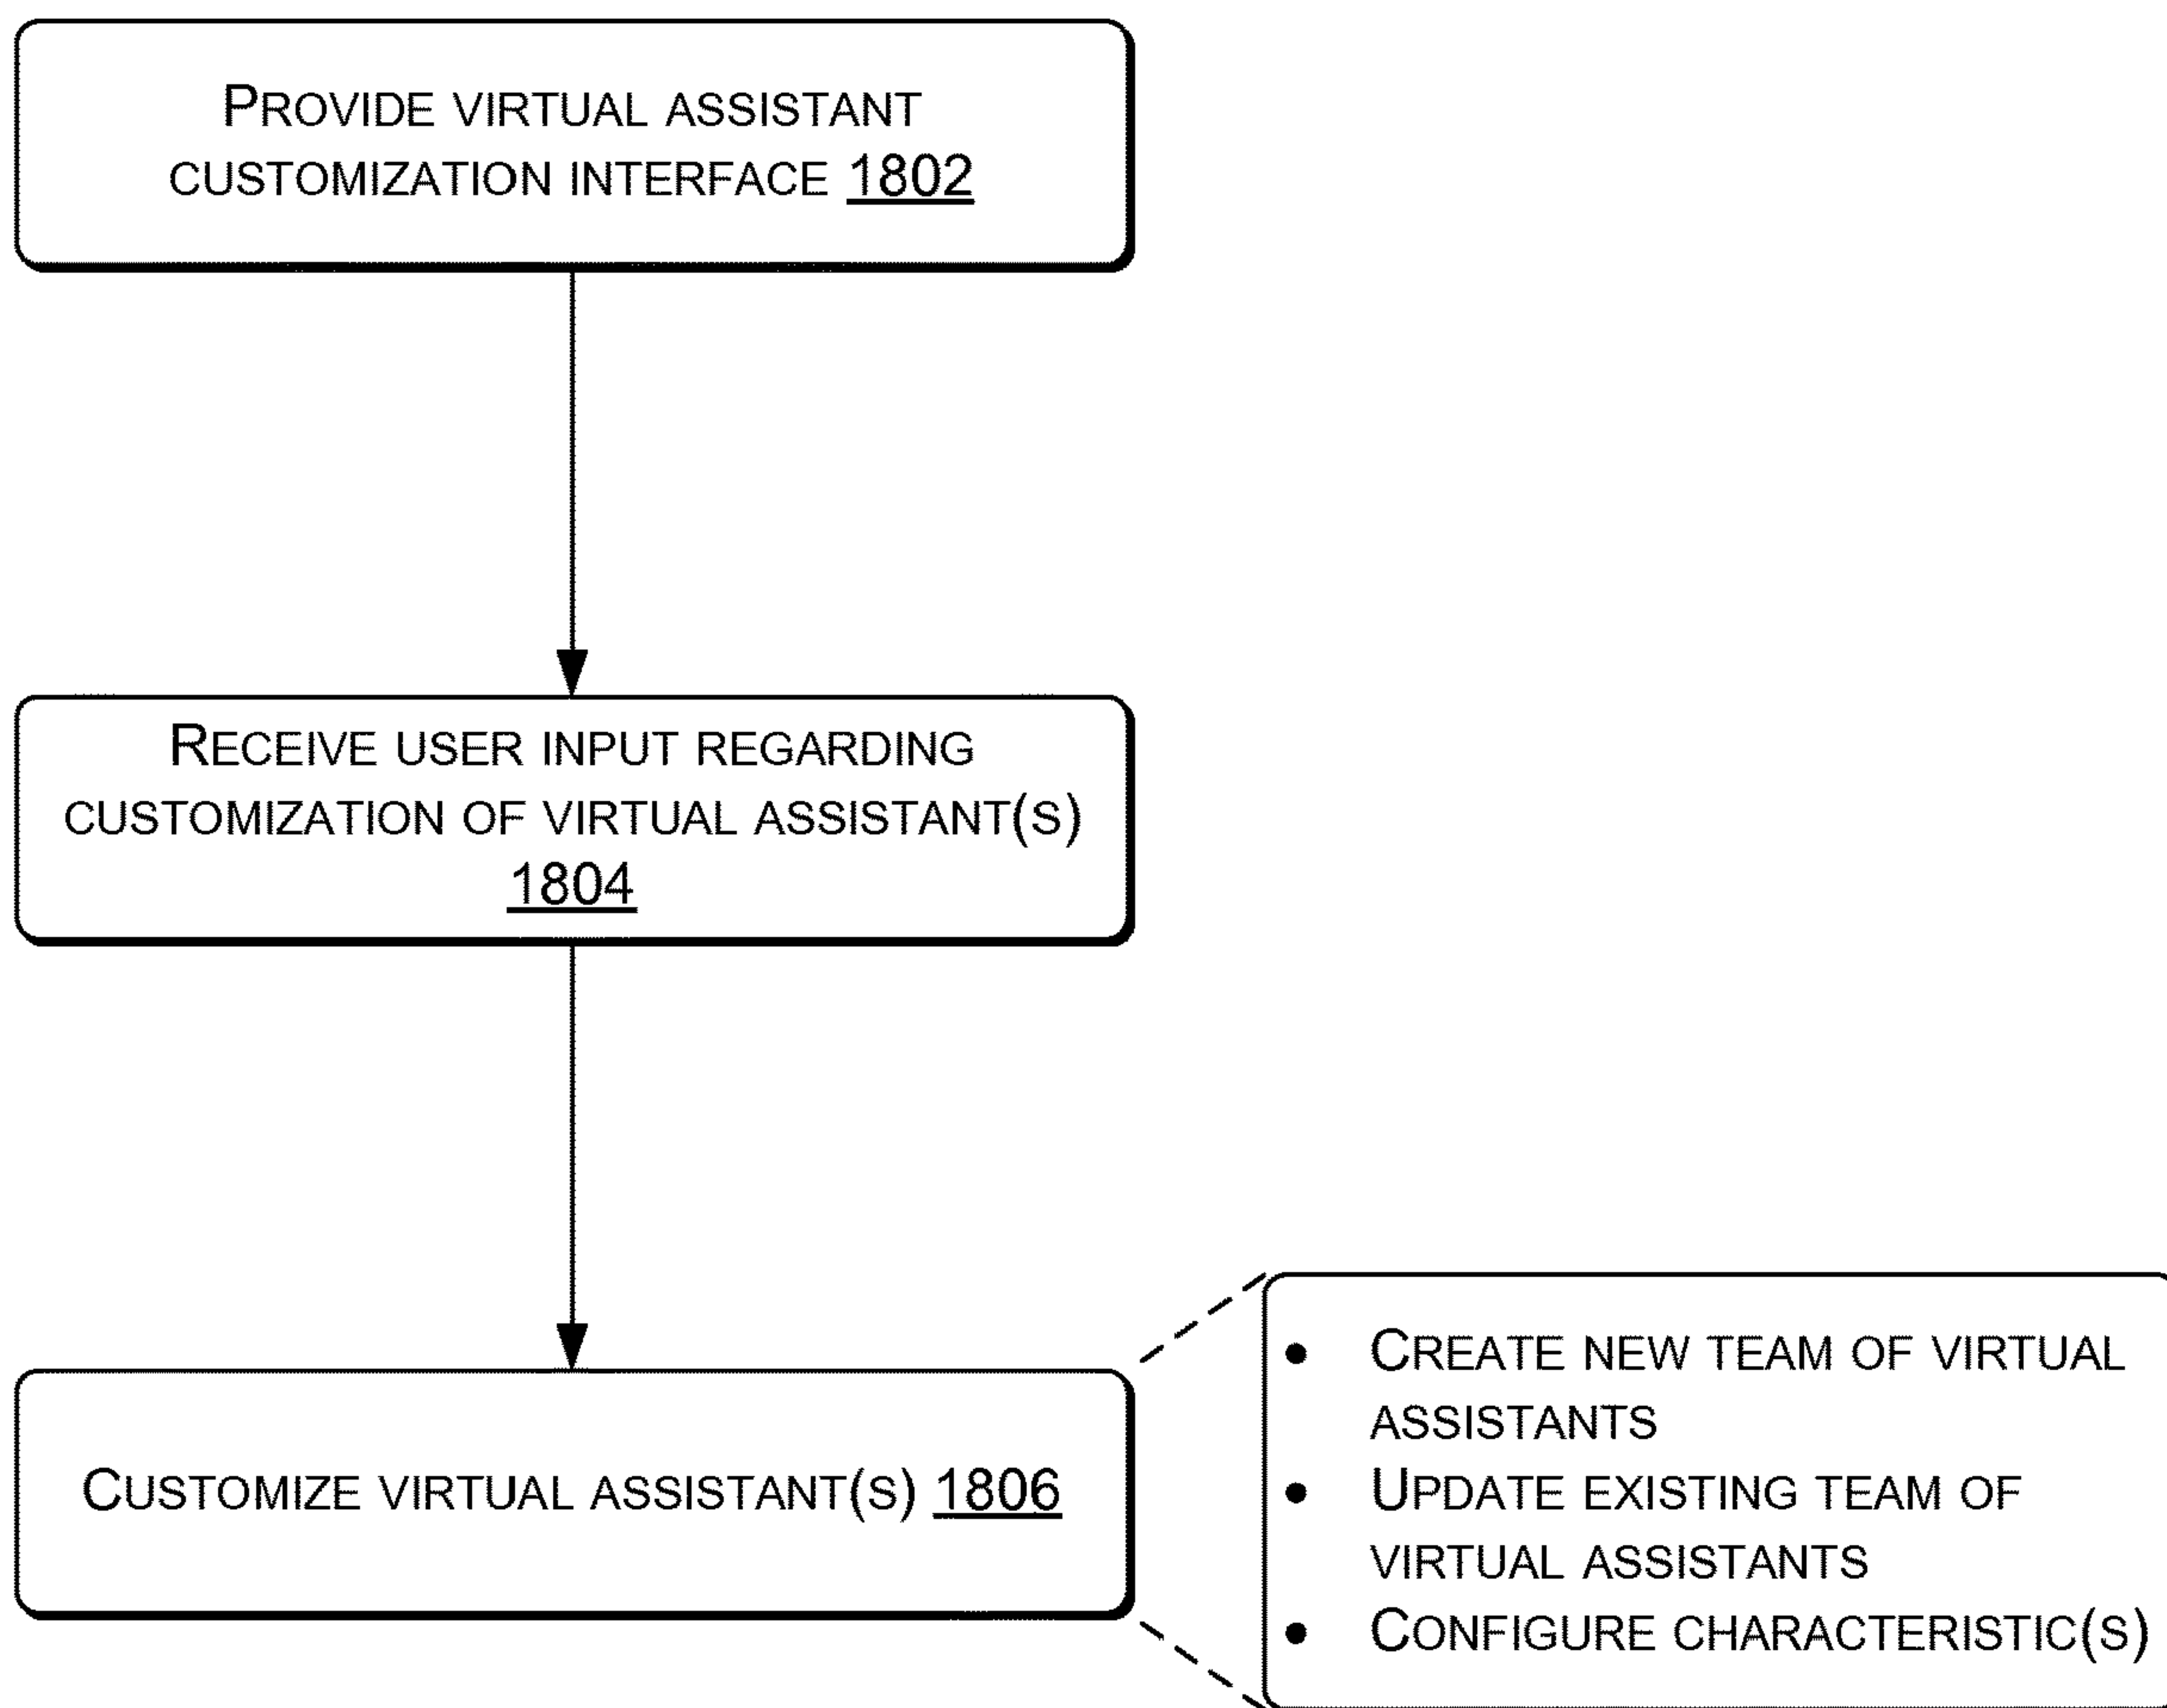 PROVIDE VIRTUAL ASSISTANT
CUSTOMIZATION INTERFACE 1802
RECEIVE USER INPUT REGARDING
CUSTOMIZATION OF VIRTUAL ASSISTANT(S)
1804
CUSTOMIZE VIRTUAL ASSISTANT(S) 1806
• CREATE NEW TEAM OF VIRTUAL
ASSISTANTS
• UPDATE EXISTING TEAM OF
VIRTUAL ASSISTANTS
• CONFIGURE CHARACTERISTIC(S)